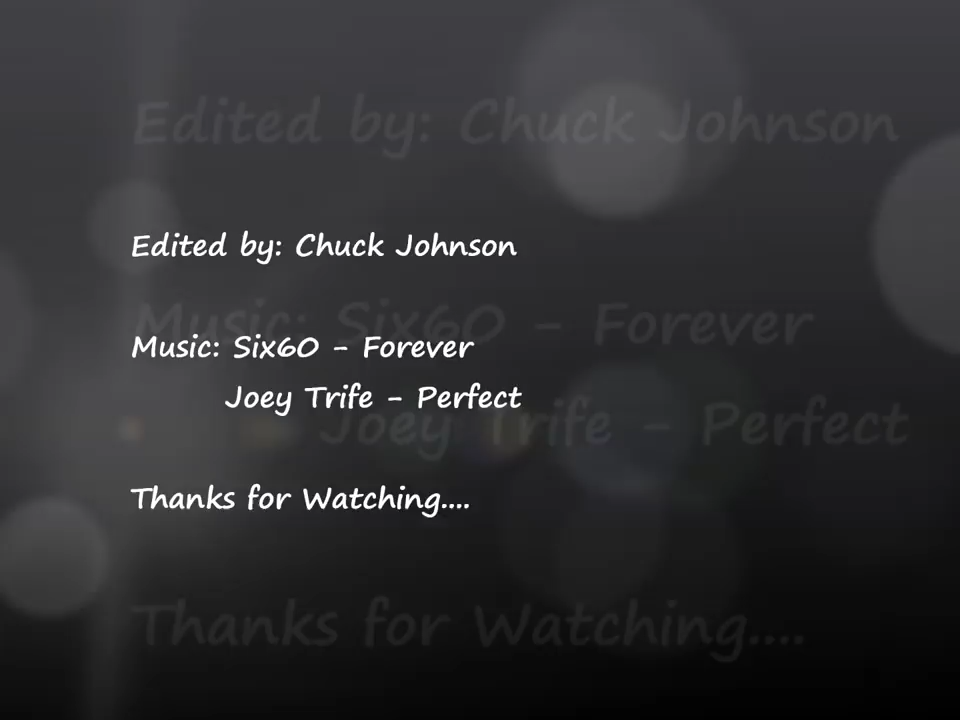 Edited by: Chuck Johnson
Music: Six60 - Forever
Joey Trife - Perfect
Thanks for Watching....